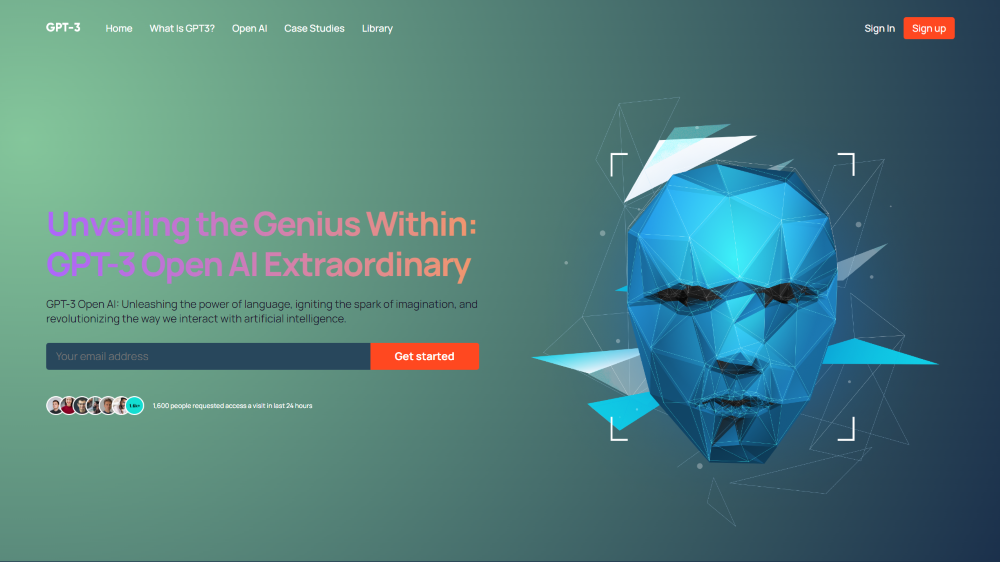 GPT-3
Home What Is GPT3? Open AI Case Studies Library
Sign In Sign up
Unveiling the Genius Within:
GPT-3 Open AI Extraordinary
GPT-3 Open AI: Unleashing the power of language, igniting the spark of imagination, and
revolutionizing the way we interact with artificial intelligence.
Your email address
Get started
1,600 people requested access a visit in last 24 hours